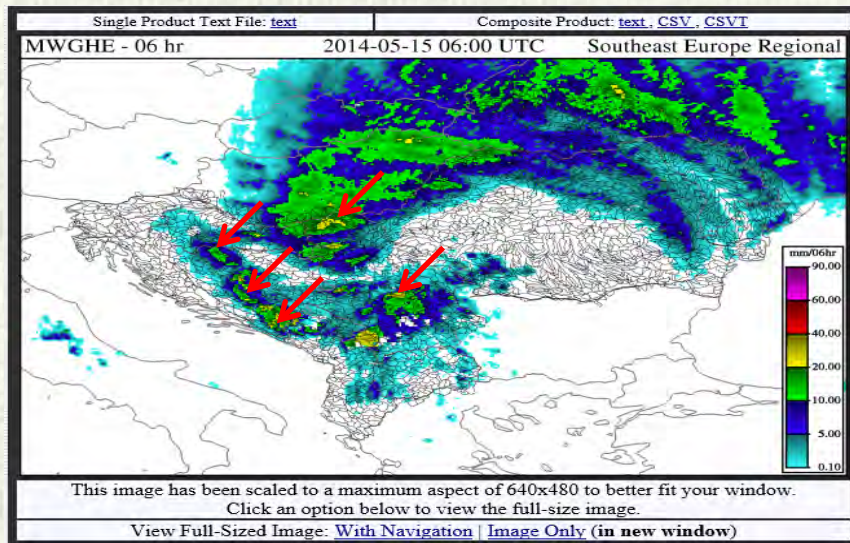 Single Product Text File: text
Composite Product: text , CSV , CSVT
MWGHE - 06 hr 2014-05-15 06:00 UTC Southeast Europe Regional
mm/06hr
90.00
60.00
40.00
20.00
10.00
5.00
0.10
This image has been scaled to a maximum aspect of 640x480 to better fit your window.
Click an option below to view the full-size image.
View Full-Sized Image: With Navigation | Image Only (in new window)